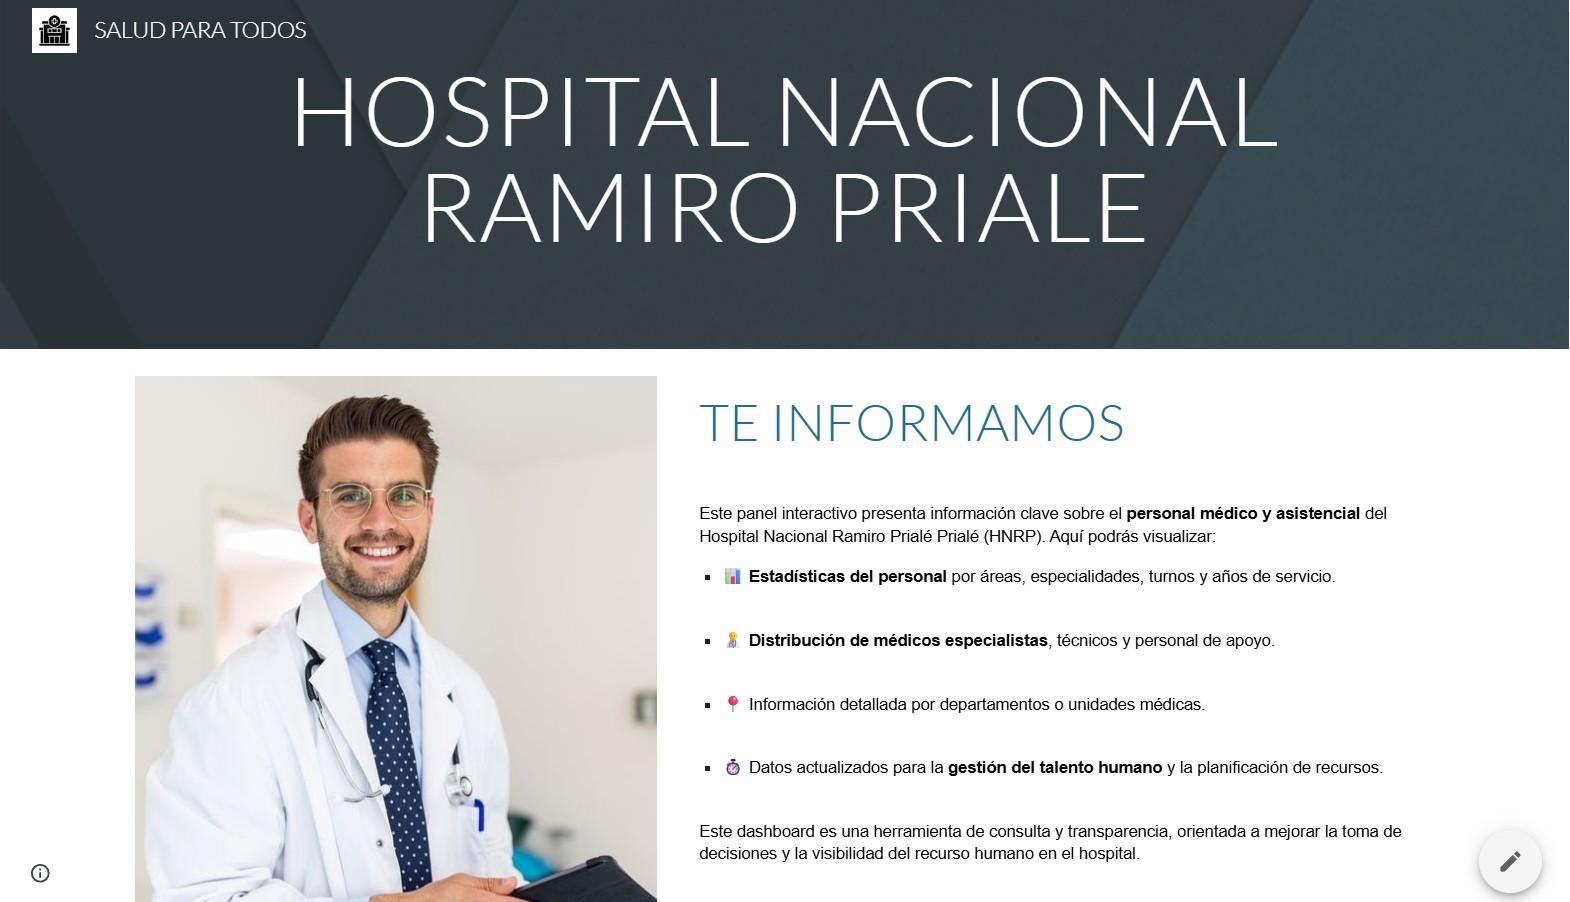 SALUD PARA TODOS
HOSPITAL NACIONAL
RAMIRO PRIALE
TE INFORMAMOS
Este panel interactivo presenta información clave sobre el personal médico y asistencial del
Hospital Nacional Ramiro Prialé Prialé (HNRP). Aquí podrás visualizar:
▪ 📊 Estadísticas del personal por áreas, especialidades, turnos y años de servicio.
▪ 🧑‍⚕️ Distribución de médicos especialistas, técnicos y personal de apoyo.
▪ 📍 Información detallada por departamentos o unidades médicas.
▪ ⏱️ Datos actualizados para la gestión del talento humano y la planificación de recursos.
Este dashboard es una herramienta de consulta y transparencia, orientada a mejorar la toma de
decisiones y la visibilidad del recurso humano en el hospital.